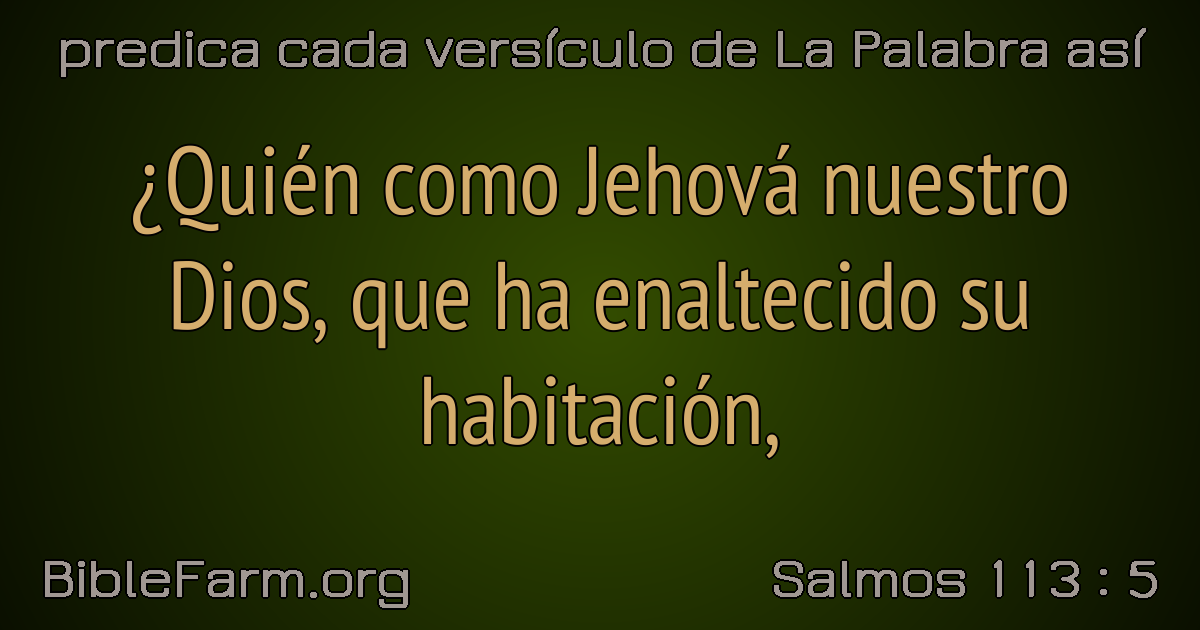 predica cada versículo de La Palabra así
¿Quién como Jehová nuestro
Dios, que ha enaltecido su
habitación,
BibleFarm.org
Salmos 113 : 5